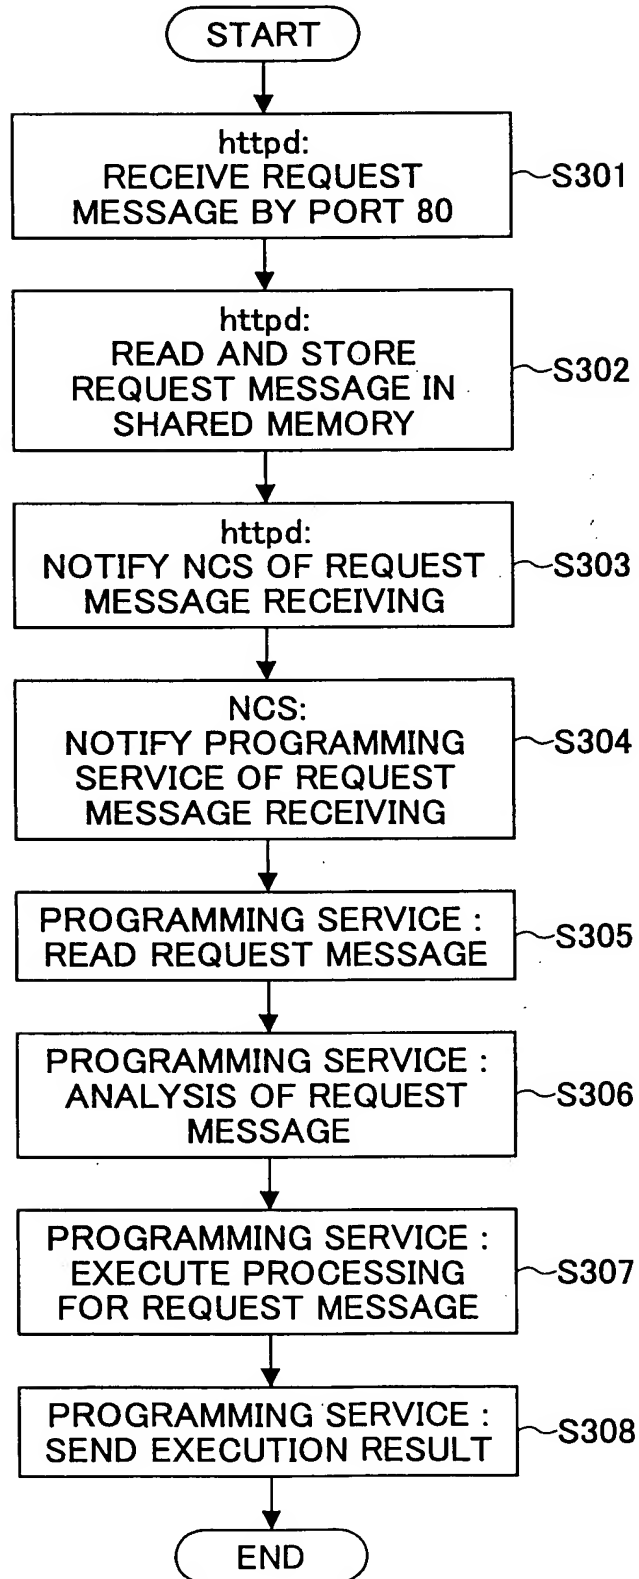 START
httpd:
RECEIVE REQUEST
MESSAGE BY PORT 80
S301
httpd:
READ AND STORE
REQUEST MESSAGE IN
SHARED MEMORY
S302
httpd:
NOTIFY NCS OF REQUEST
MESSAGE RECEIVING
S303
NCS:
NOTIFY PROGRAMMING
SERVICE OF REQUEST
MESSAGE RECEIVING
S304
PROGRAMMING SERVICE :
READ REQUEST MESSAGE
S305
PROGRAMMING SERVICE :
ANALYSIS OF REQUEST
MESSAGE
S306
PROGRAMMING SERVICE :
EXECUTE PROCESSING
FOR REQUEST MESSAGE
S307
PROGRAMMING SERVICE :
SEND EXECUTION RESULT
S308
END